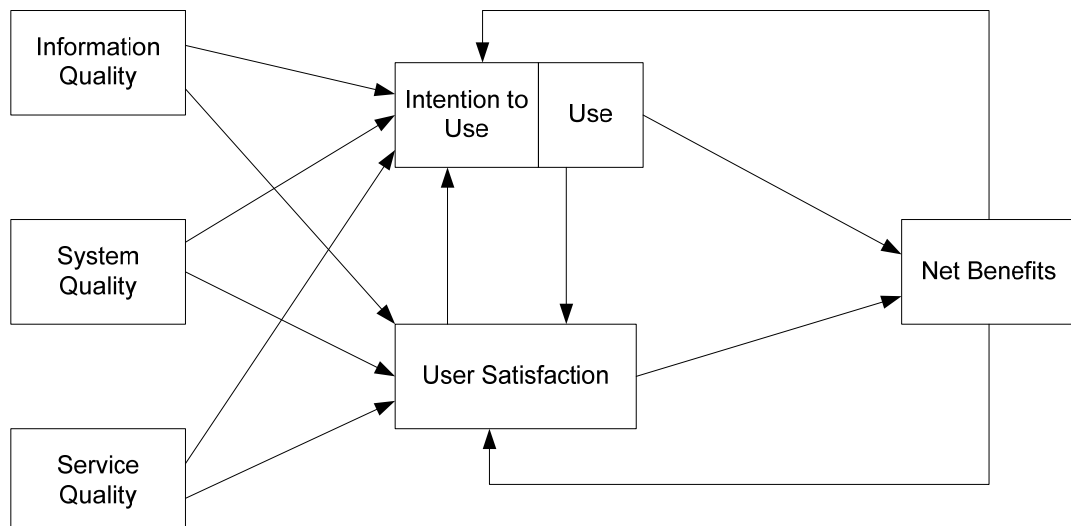 Information
Quality
Intention to
Use
Use
System
Quality
Net Benefits
User Satisfaction
Service
Quality